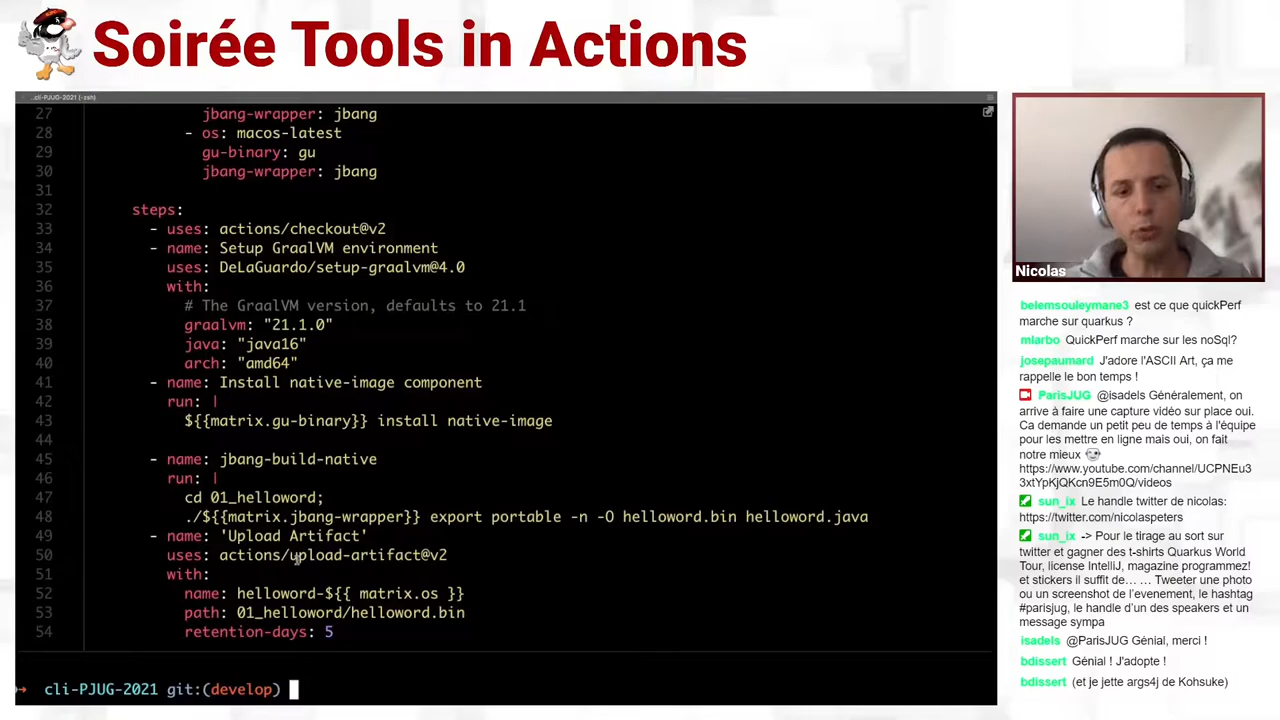 Soirée Tools in Actions
..cli-PJUG-2021 (-zsh)
27 jbang-wrapper: jbang
28 - os: macos-latest
29 gu-binary: gu
30 jbang-wrapper: jbang
31
32 steps:
33 - uses: actions/checkout@v2
34 - name: Setup GraalVM environment
35 uses: DeLaGuardo/setup-graalvm@4.0
36 with:
37 # The GraalVM version, defaults to 21.1
38 graalvm: "21.1.0"
39 java: "java16"
40 arch: "amd64"
41 - name: Install native-image component
42 run: |
43 ${{matrix.gu-binary}} install native-image
44
45 - name: jbang-build-native
46 run: |
47 cd 01_helloword;
48 ./${{matrix.jbang-wrapper}} export portable -n -O helloword.bin helloword.java
49 - name: 'Upload Artifact'
50 uses: actions/upload-artifact@v2
51 with:
52 name: helloword-${{ matrix.os }}
53 path: 01_helloword/helloword.bin
54 retention-days: 5
→ cli-PJUG-2021 git:(develop)
Nicolas
belemsouleymane3 est ce que quickPerf
marche sur quarkus ?
mlarbo QuickPerf marche sur les noSql?
josepaumard J'adore l'ASCII Art, ça me
rappelle le bon temps !
ParisJUG @isadels Généralement, on
arrive à faire une capture vidéo sur place oui.
Ca demande un petit peu de temps à l'équipe
pour les mettre en ligne mais oui, on fait
notre mieux
https://www.youtube.com/channel/UCPNEu3
3xtYpKjQKcn9E5m0Q/videos
sun_ix Le handle twitter de nicolas:
https://twitter.com/nicolaspeters
sun_ix -> Pour le tirage au sort sur
twitter et gagner des t-shirts Quarkus World
Tour, license IntelliJ, magazine programmez!
et stickers il suffit de… … Tweeter une photo
ou un screenshot de l'evenement, le hashtag
#parisjug, le handle d'un des speakers et un
message sympa
isadels @ParisJUG Génial, merci !
bdissert Génial ! J'adopte !
bdissert (et je jette args4j de Kohsuke)